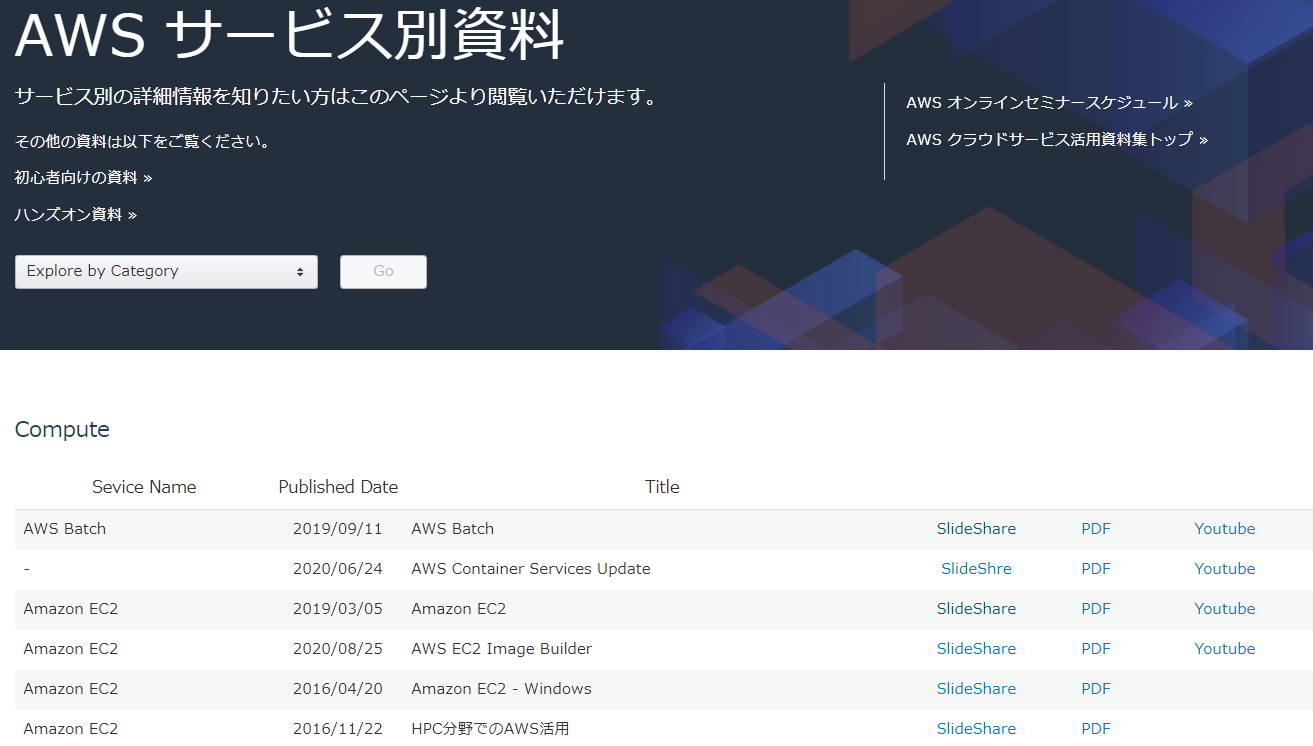 AWS サービス別資料
サービス別の詳細情報を知りたい方はこのページより閲覧いただけます。
その他の資料は以下をご覧ください。
初心者向けの資料 »
ハンズオン資料 »
Explore by Category
Go
AWS オンラインセミナースケジュール »
AWS クラウドサービス活用資料集トップ »
Compute
Sevice Name Published Date Title
AWS Batch 2019/09/11 AWS Batch SlideShare PDF Youtube
- 2020/06/24 AWS Container Services Update SlideShre PDF Youtube
Amazon EC2 2019/03/05 Amazon EC2 SlideShare PDF Youtube
Amazon EC2 2020/08/25 AWS EC2 Image Builder SlideShare PDF Youtube
Amazon EC2 2016/04/20 Amazon EC2 - Windows SlideShare PDF
Amazon EC2 2016/11/22 HPC分野でのAWS活用 SlideShare PDF